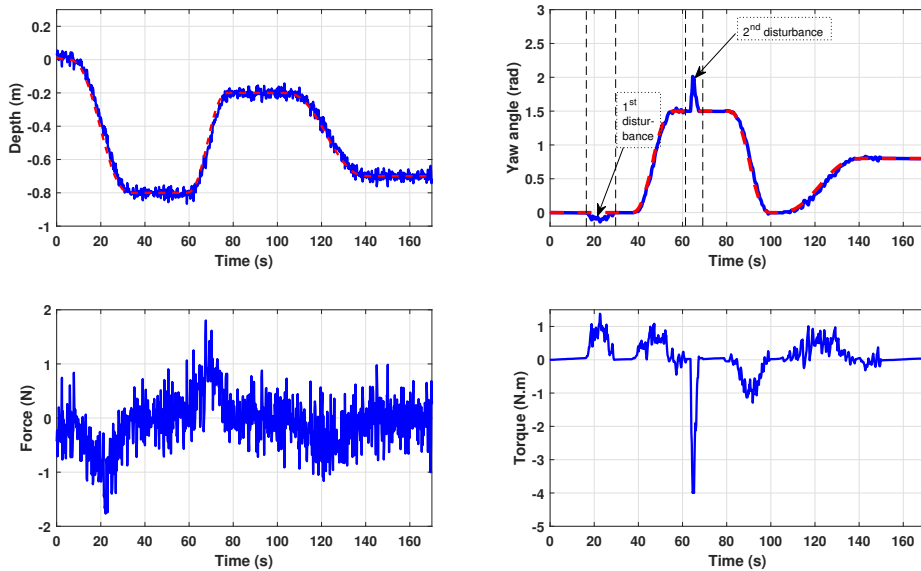 0.2
0
-0.2
-0.4
-0.6
-0.8
-1
Depth (m)
0 20 40 60 80 100 120 140 160
Time (s)
3
2.5
2
1.5
1
0.5
0
Yaw angle (rad)
2nd disturbance
1st
distur-
bance
0 20 40 60 80 100 120 140 160
Time (s)
2
1
0
-1
-2
Force (N)
0 20 40 60 80 100 120 140 160
Time (s)
1
0
-1
-2
-3
-4
-5
Torque (N.m)
0 20 40 60 80 100 120 140 160
Time (s)